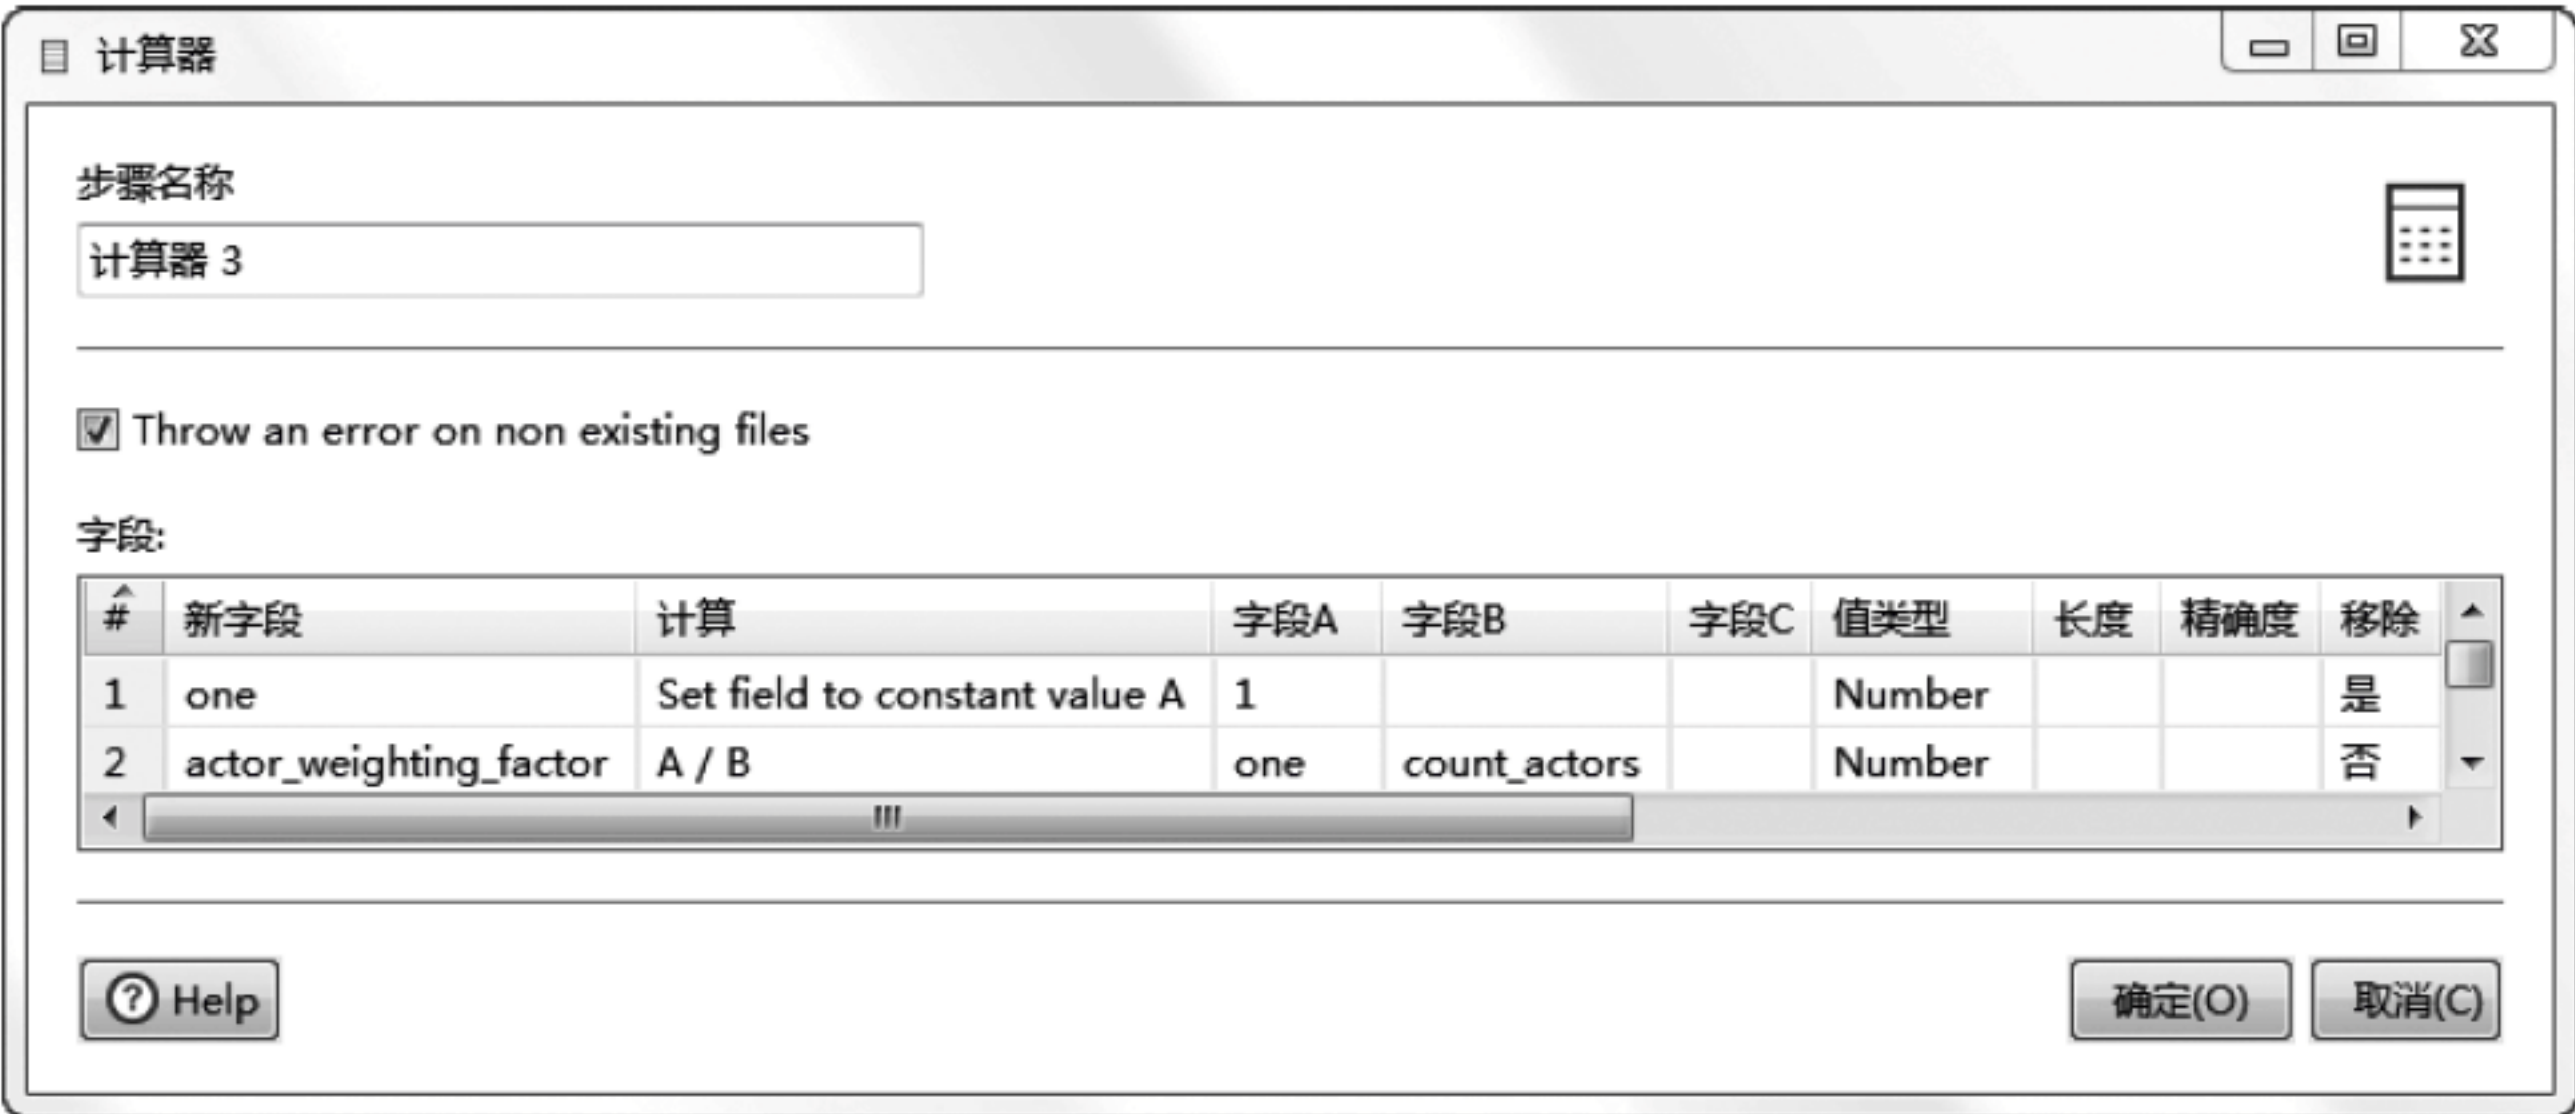 计算器
步骤名称
计算器 3
Throw an error on non existing files
字段:
# 新字段 计算 字段A 字段B 字段C 值类型 长度 精确度 移除
1 one Set field to constant value A 1 Number 是
2 actor_weighting_factor A / B one count_actors Number 否
Help 确定(O) 取消(C)